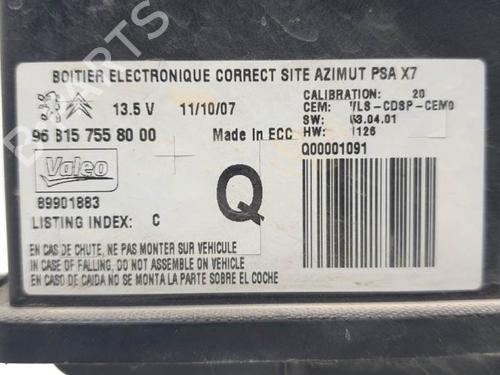 BOITIER ELECTRONIQUE CORRECT SITE AZIMUT PSA X7
13.5 V 11/10/07
CALIBRATION: 20
CEM: VLS-CDSP-CEM0
SW: 03.04.01
HW: 1126
96 815 755 80 00 Made in ECC Q00001091
Valeo
89901883
Q
LISTING INDEX: C
EN CAS DE CHUTE, NE PAS MONTER SUR VEHICULE
IN CASE OF FALLING, DO NOT ASSEMBLE ON VEHICLE
EN CASO DE CAIDA NO SE MONTA LA PARTE SOBRE EL COCHE
B-PARTS